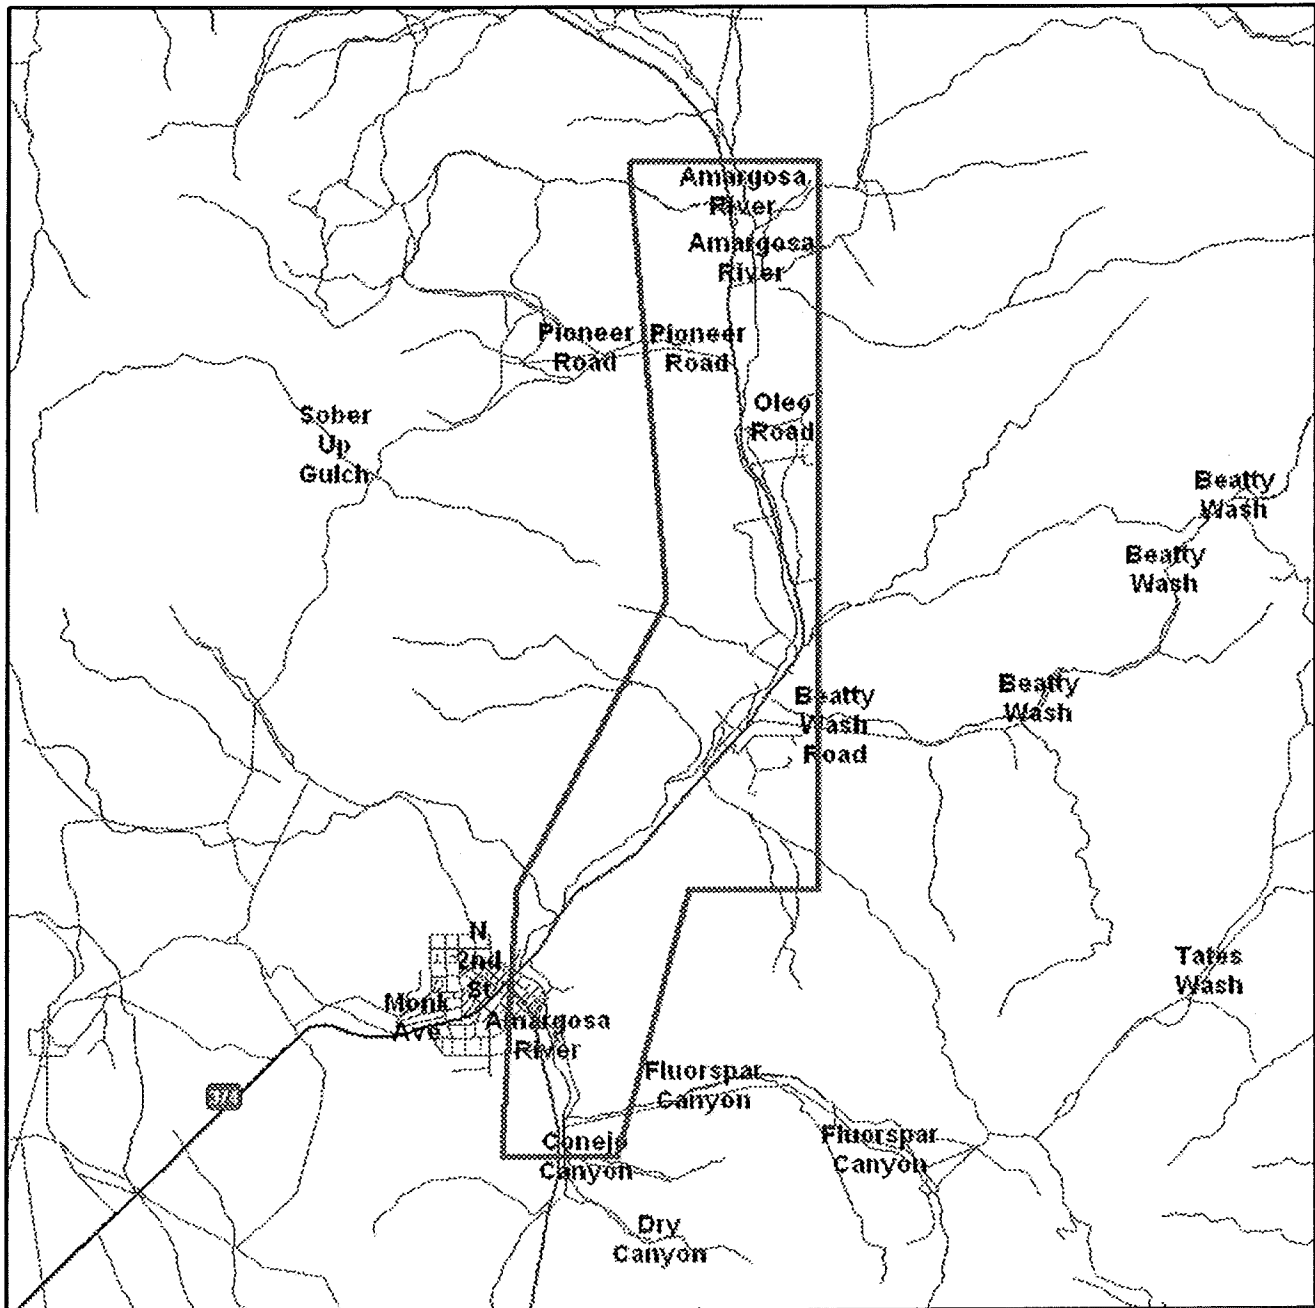 Amargosa
River
Amargosa
River
Pioneer
Road
Pioneer
Road
Oleo
Road
Sober
Up
Gulch
Beatty
Wash
Beatty
Wash
Beatty
Wash
Beatty
Wash
Road
N
2nd
St
Monk
Ave
Amargosa
River
Tates
Wash
Fluorspar
Canyon
Fluorspar
Canyon
Conejo
Canyon
Dry
Canyon